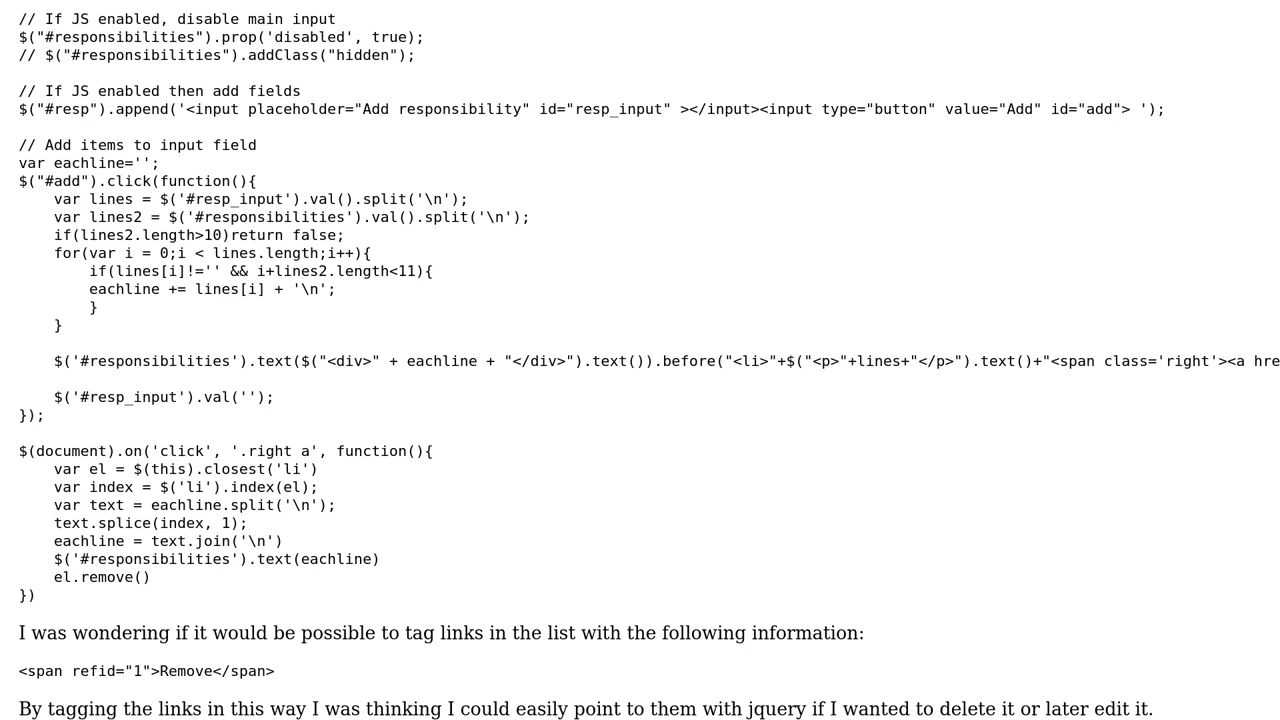 // If JS enabled, disable main input
$("#responsibilities").prop('disabled', true);
// $("#responsibilities").addClass("hidden");
// If JS enabled then add fields
$("#resp").append('<input placeholder="Add responsibility" id="resp_input" ></input><input type="button" value="Add" id="add"> ');
// Add items to input field
var eachline='';
$("#add").click(function(){
    var lines = $('#resp_input').val().split('\n');
    var lines2 = $('#responsibilities').val().split('\n');
    if(lines2.length>10)return false;
    for(var i = 0;i < lines.length;i++){
        if(lines[i]!='' && i+lines2.length<11){
        eachline += lines[i] + '\n';
        }
    }
    $('#responsibilities').text($("<div>" + eachline + "</div>").text()).before("<li>"+$("<p>"+lines+"</p>").text()+"<span class='right'><a hre
    $('#resp_input').val('');
});
$(document).on('click', '.right a', function(){
    var el = $(this).closest('li')
    var index = $('li').index(el);
    var text = eachline.split('\n');
    text.splice(index, 1);
    eachline = text.join('\n')
    $('#responsibilities').text(eachline)
    el.remove()
})
I was wondering if it would be possible to tag links in the list with the following information:
<span refid="1">Remove</span>
By tagging the links in this way I was thinking I could easily point to them with jquery if I wanted to delete it or later edit it.